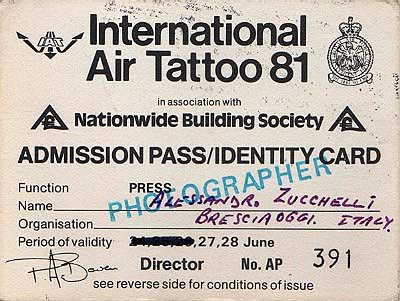 IAT
International
Air Tattoo 81
in association with
Nationwide Building Society
ADMISSION PASS/IDENTITY CARD
PHOTOGRAPHER
Function PRESS
Name ALESSANDRO ZUCCHELLI
Organisation BRESCIAOGGI. ITALY.
Period of validity 27,28 June
Director No. AP 391
see reverse side for conditions of issue